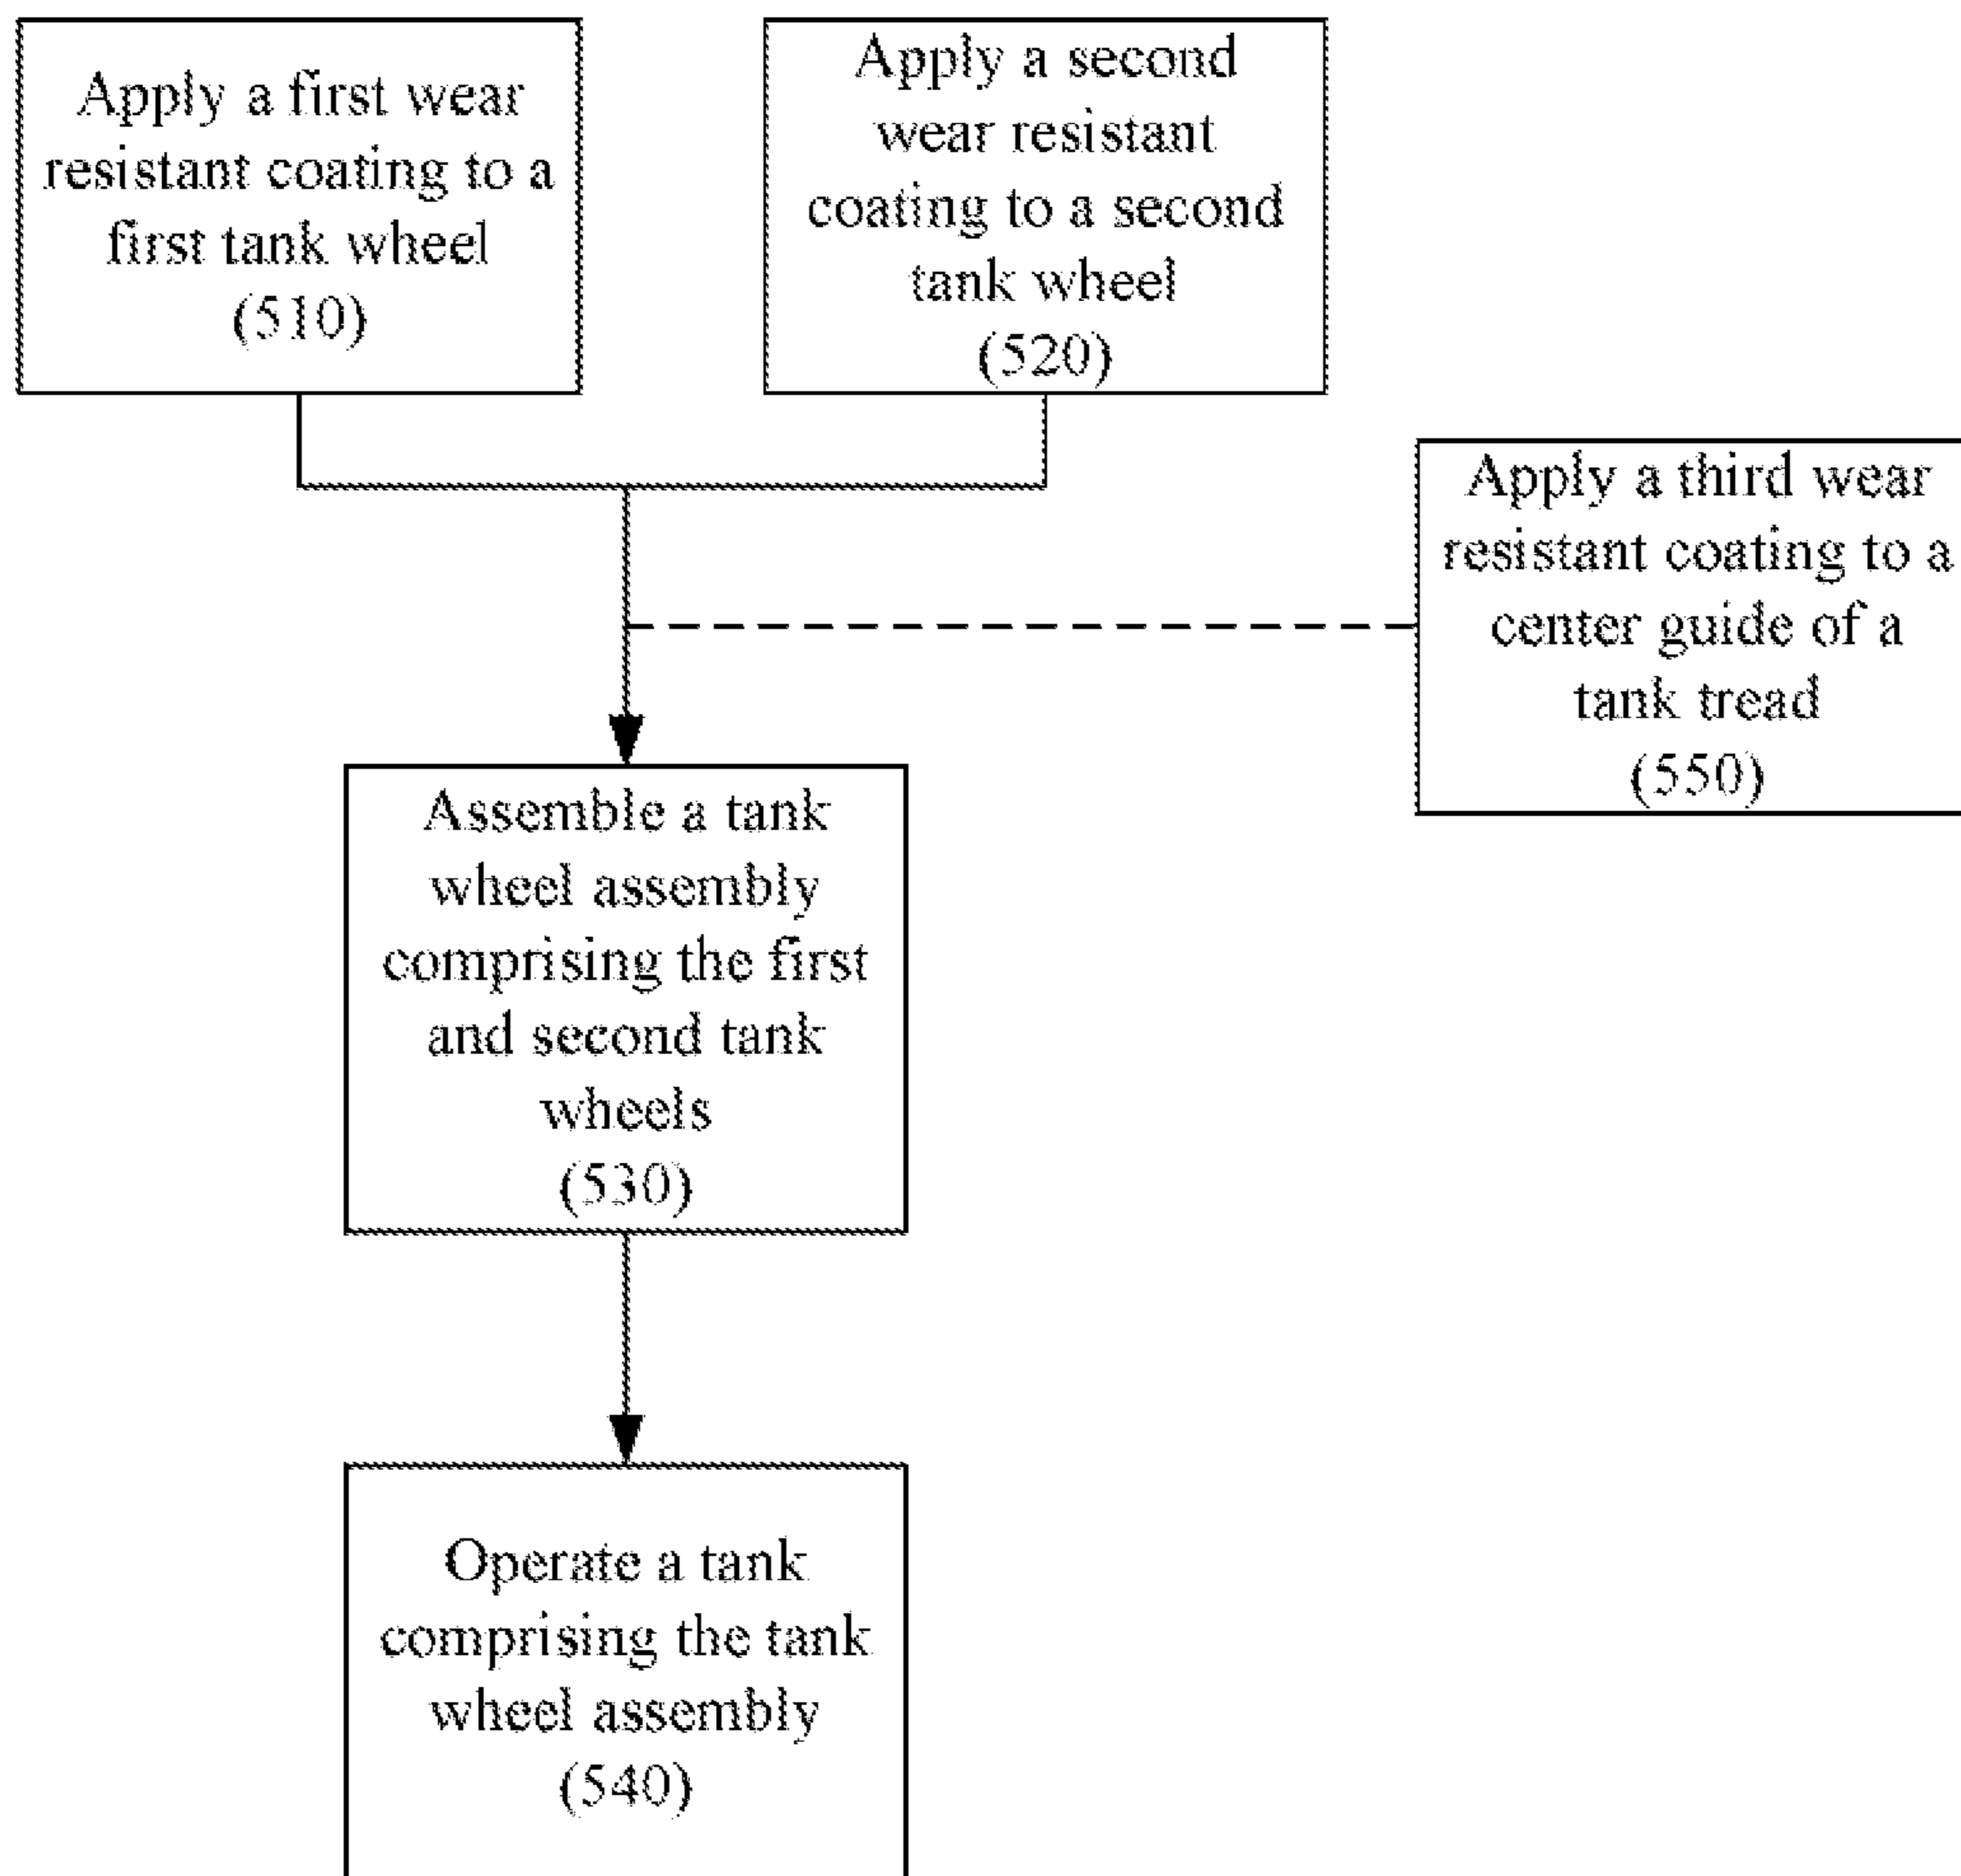 Apply a first wear
resistant coating to a
first tank wheel
(510)
Apply a second
wear resistant
coating to a second
tank wheel
(520)
Apply a third wear
resistant coating to a
center guide of a
tank tread
(550)
Assemble a tank
wheel assembly
comprising the first
and second tank
wheels
(530)
Operate a tank
comprising the tank
wheel assembly
(540)